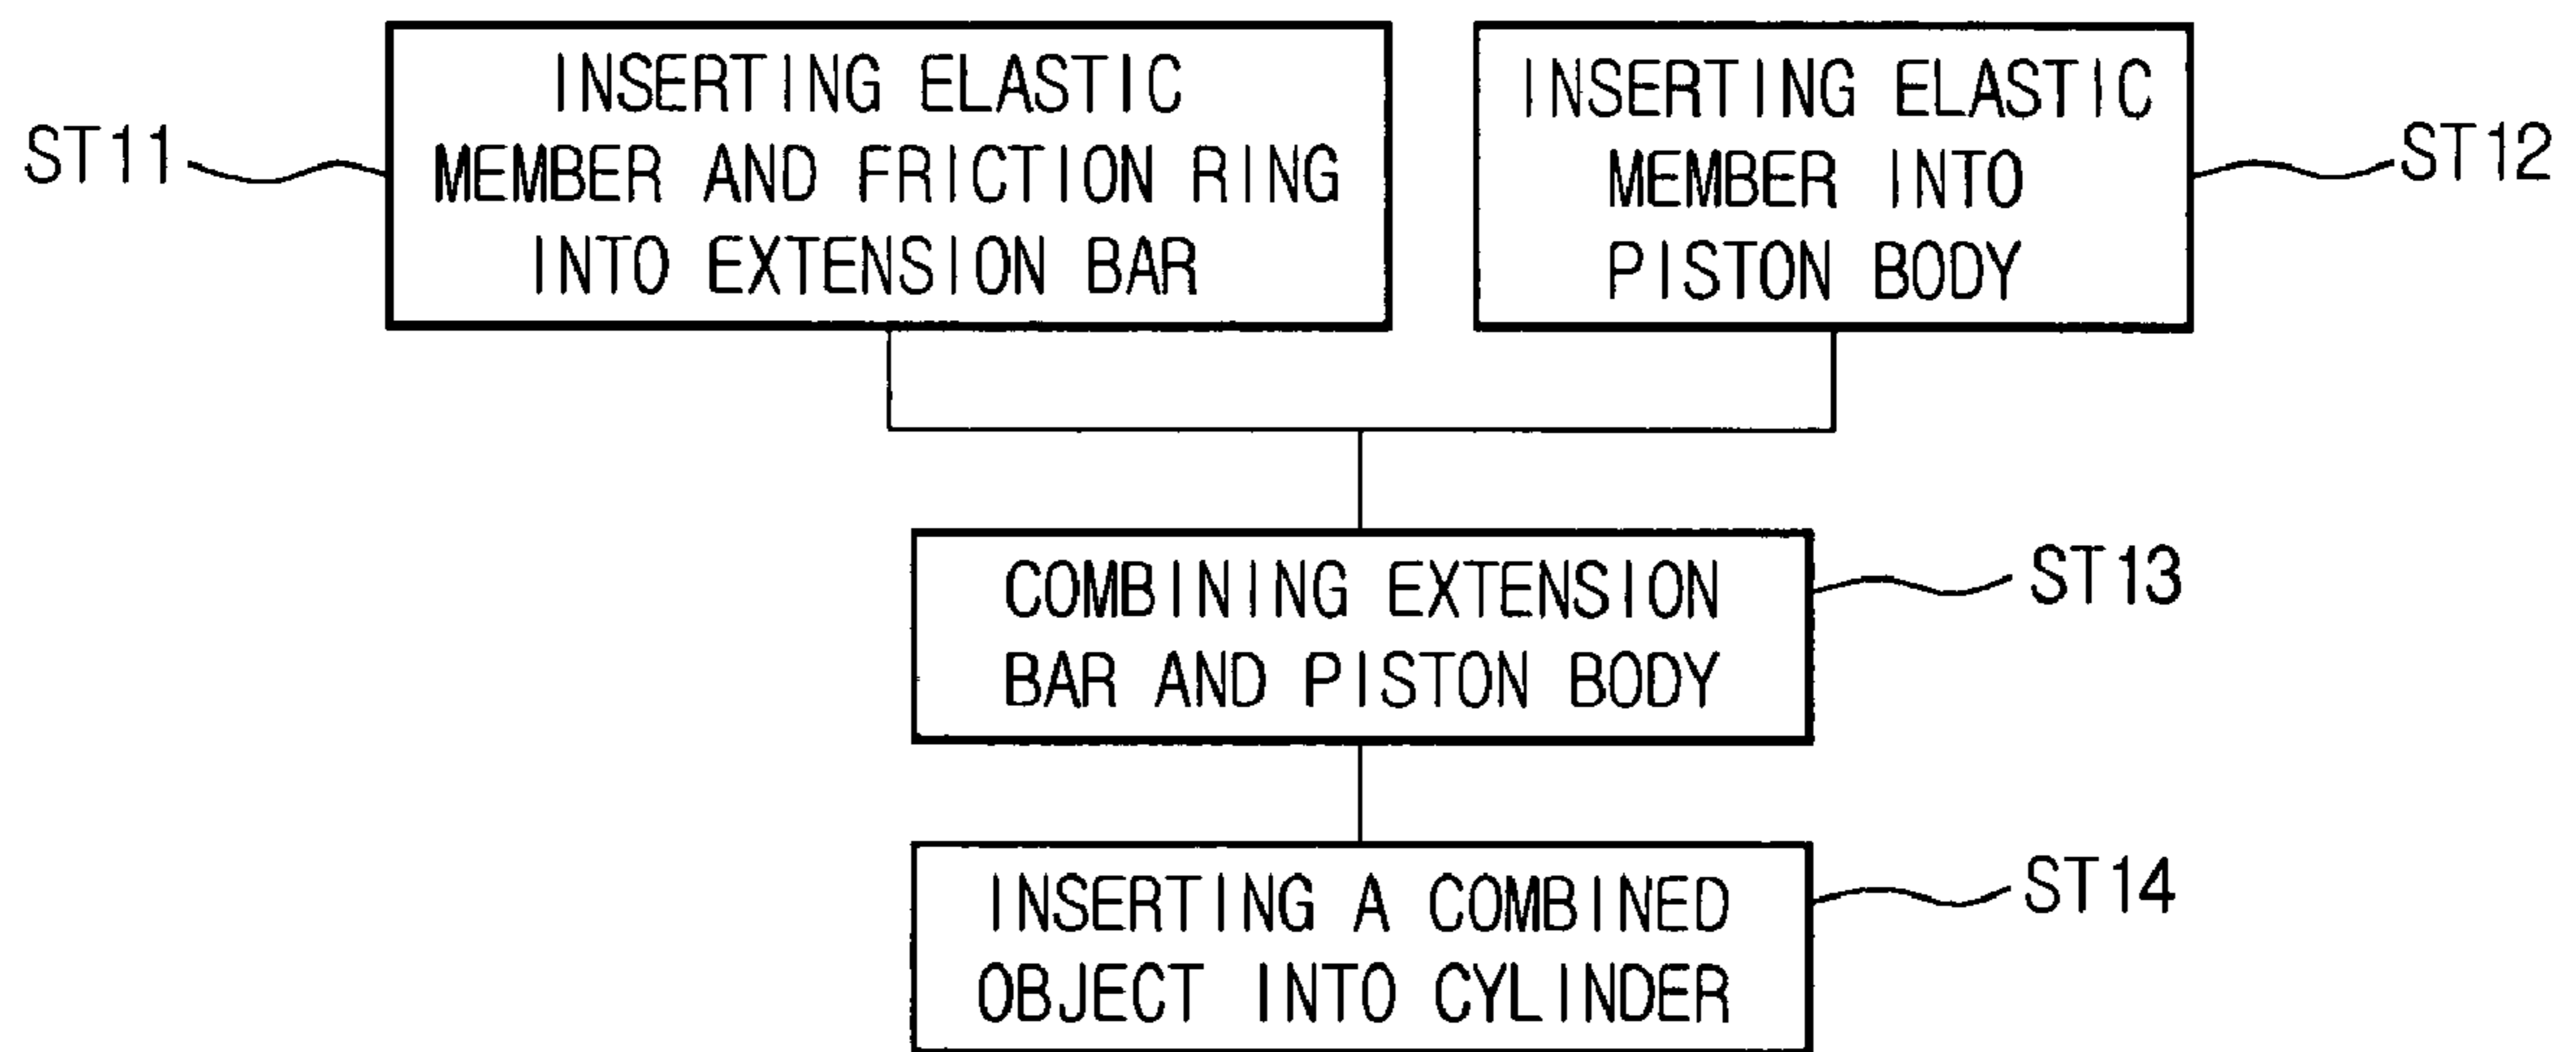 ST11
INSERTING ELASTIC
MEMBER AND FRICTION RING
INTO EXTENSION BAR
INSERTING ELASTIC
MEMBER INTO
PISTON BODY
ST12
COMBINING EXTENSION
BAR AND PISTON BODY
ST13
INSERTING A COMBINED
OBJECT INTO CYLINDER
ST14